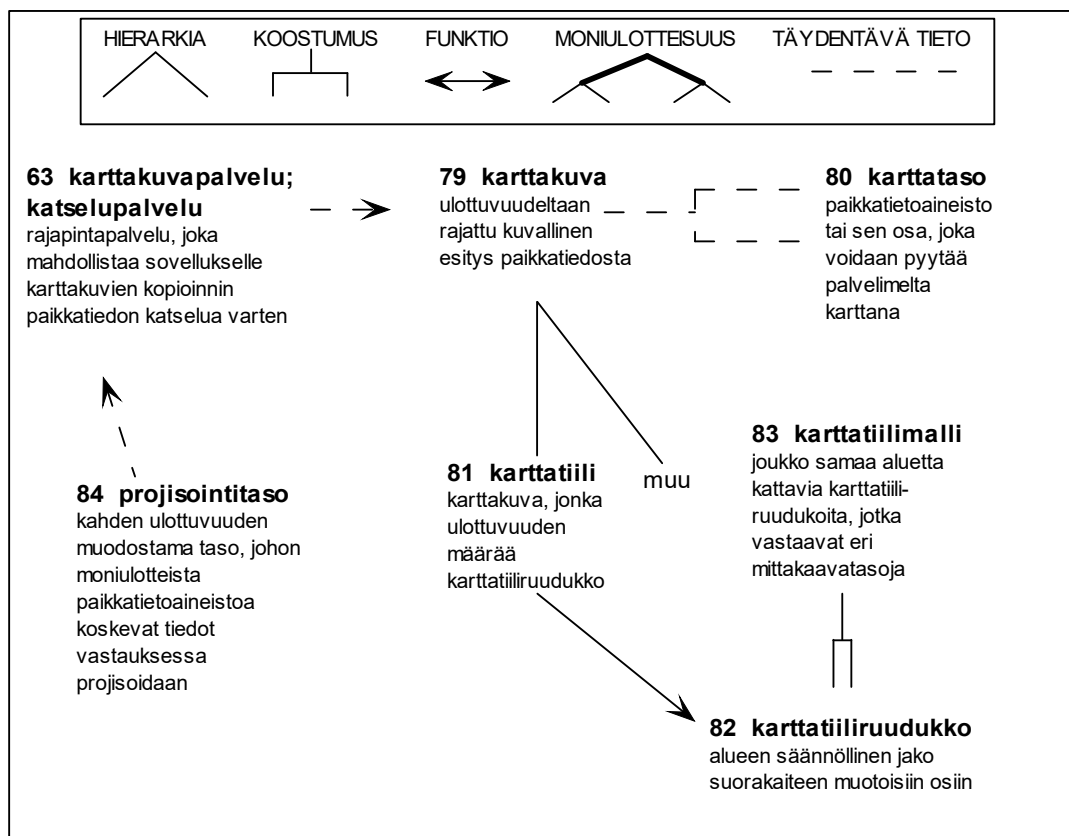 HIERARKIA KOOSTUMUS FUNKTIO MONIULOTTEISUUS TÄYDENTÄVÄ TIETO
63 karttakuvapalvelu;
katselupalvelu
rajapintapalvelu, joka
mahdollistaa sovellukselle
karttakuvien kopioinnin
paikkatiedon katselua varten
79 karttakuva
ulottuvuudeltaan
rajattu kuvallinen
esitys paikkatiedosta
80 karttataso
paikkatietoaineisto
tai sen osa, joka
voidaan pyytää
palvelimelta
karttana
84 projisointitaso
kahden ulottuvuuden
muodostama taso, johon
moniulotteista
paikkatietoaineistoa
koskevat tiedot
vastauksessa
projisoidaan
81 karttatiili
karttakuva, jonka
ulottuvuuden
määrää
karttatiiliruudukko
muu
83 karttatiilimalli
joukko samaa aluetta
kattavia karttatiili-
ruudukoita, jotka
vastaavat eri
mittakaavatasoja
82 karttatiiliruudukko
alueen säännöllinen jako
suorakaiteen muotoisiin osiin